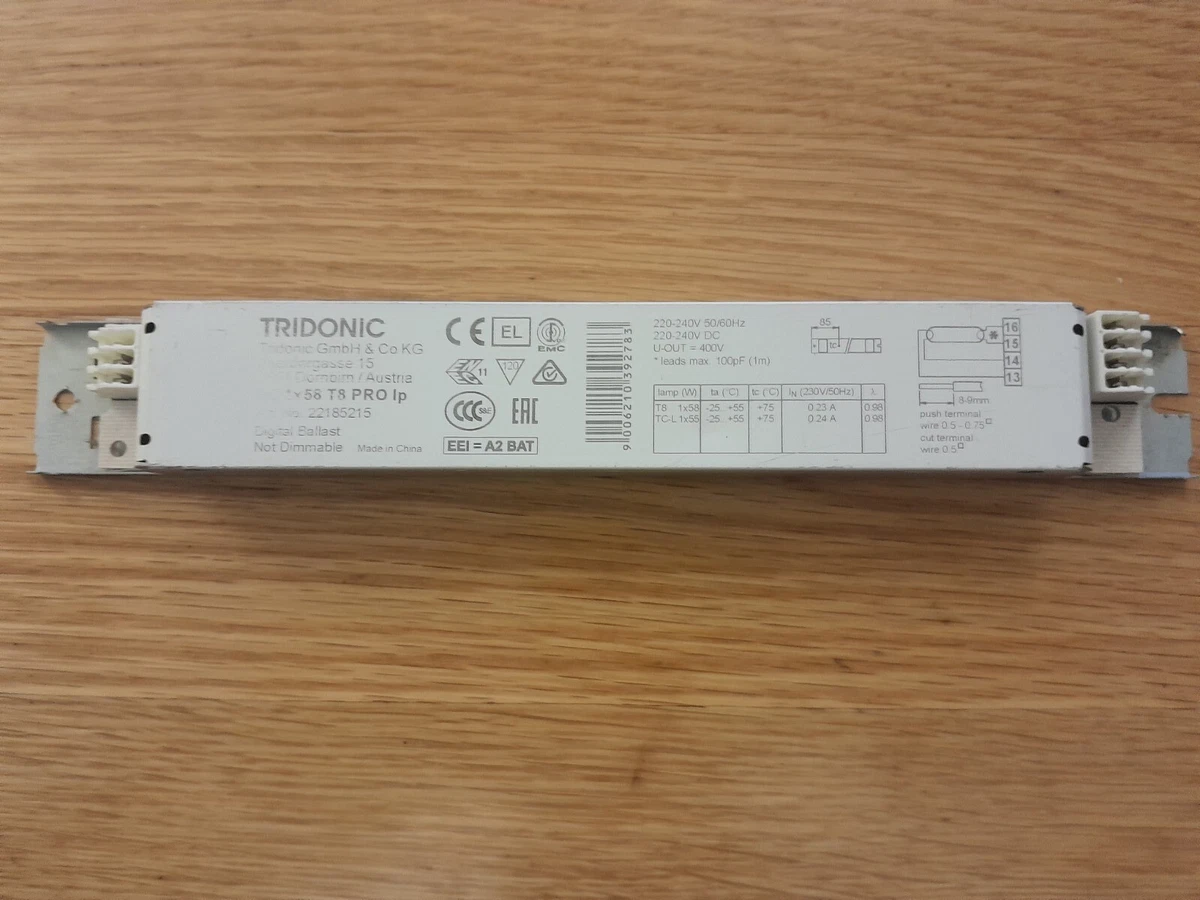 TRIDONIC
Tridonic GmbH & Co KG
15
Dornbirn / Austria
1x58 T8 PRO lp
22185215
Digital Ballast
Not Dimmable Made in China
CE EL EMC
11 120
CCC S&E EAC
EEI = A2 BAT
9 006210 392783
220-240V 50/60Hz
220-240V DC
U-OUT = 400V
* leads max. 100pF (1m)
lamp (W) ta (°C) tc (°C) IN (230V/50Hz) λ
T8 1x58 -25.. +55 +75 0.23 A 0.98
TC-L 1x55 -25.. +55 +75 0.24 A 0.98
85
* tc *
* 16
15
14
13
8-9mm
push terminal
wire 0.5 - 0.75
cut terminal
wire 0.5